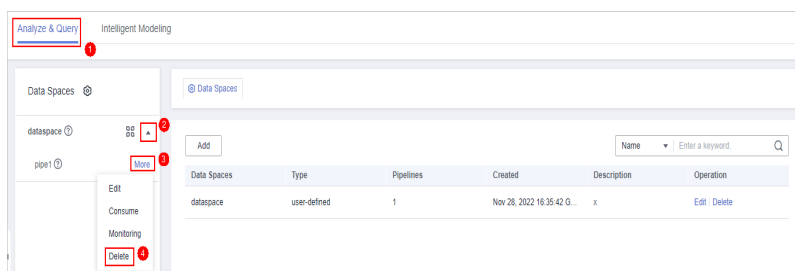 Analyze & Query Intelligent Modeling
1
Data Spaces
Data Spaces
dataspace ? 2
Add Name Enter a keyword.
pipe1 ? More 3
Data Spaces Type Pipelines Created Description Operation
Edit
dataspace user-defined 1 Nov 28, 2022 16:35:42 G... x Edit | Delete
Consume
Monitoring
Delete 4